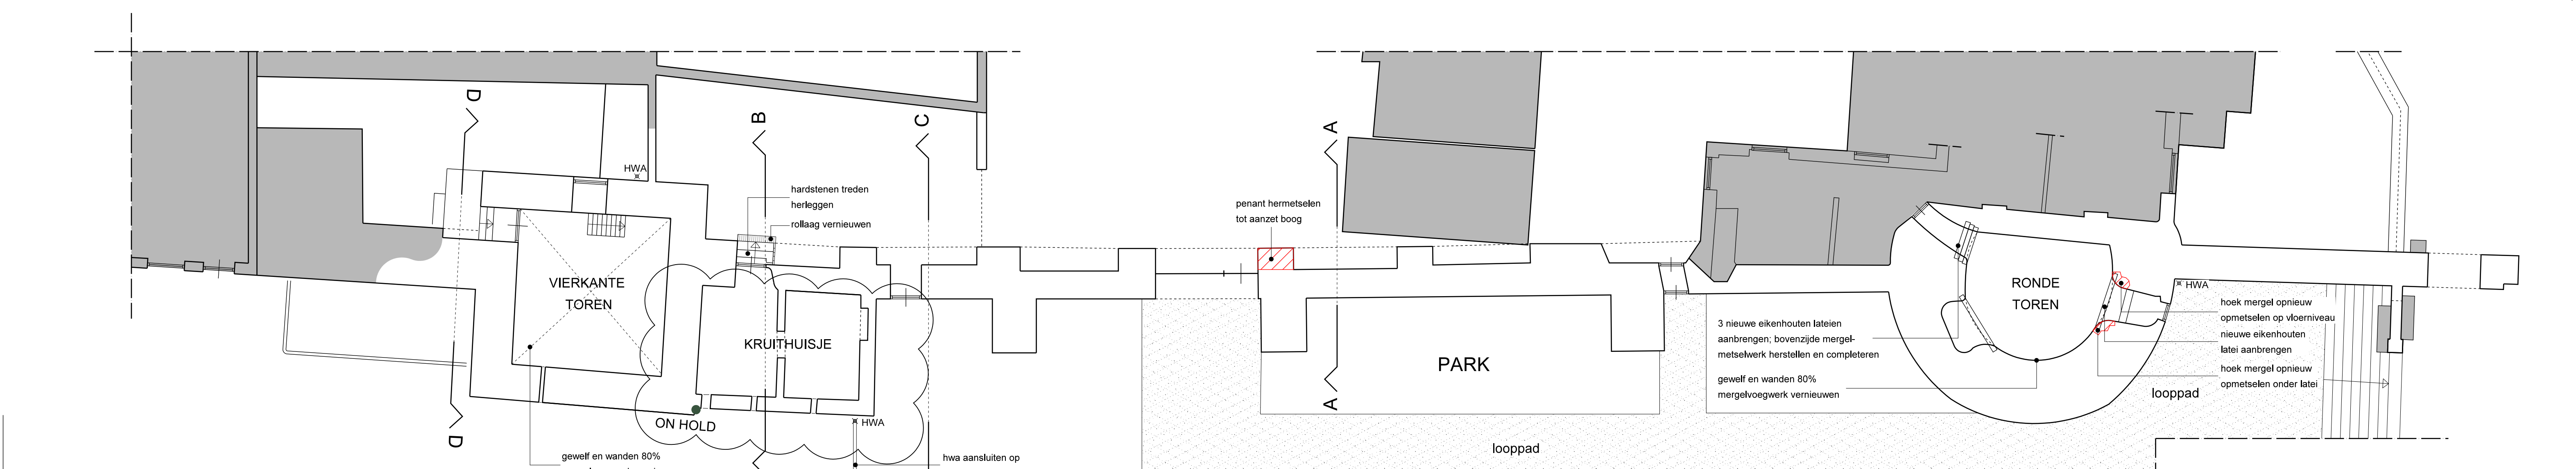 D
B
C
A
HWA
hardstenen treden
herleggen
rollaag vernieuwen
penant hermetselen
tot aanzet boog
VIERKANTE
TOREN
KRUITHUISJE
ON HOLD
HWA
D
gewelf en wanden 80%
hwa aansluiten op
A
PARK
looppad
3 nieuwe eikenhouten lateien
aanbrengen; bovenzijde mergel-
metselwerk herstellen en completeren
gewelf en wanden 80%
mergelvoegwerk vernieuwen
RONDE
TOREN
HWA
hoek mergel opnieuw
opmetselen op vloerniveau
nieuwe eikenhouten
latei aanbrengen
hoek mergel opnieuw
opmetselen onder latei
looppad